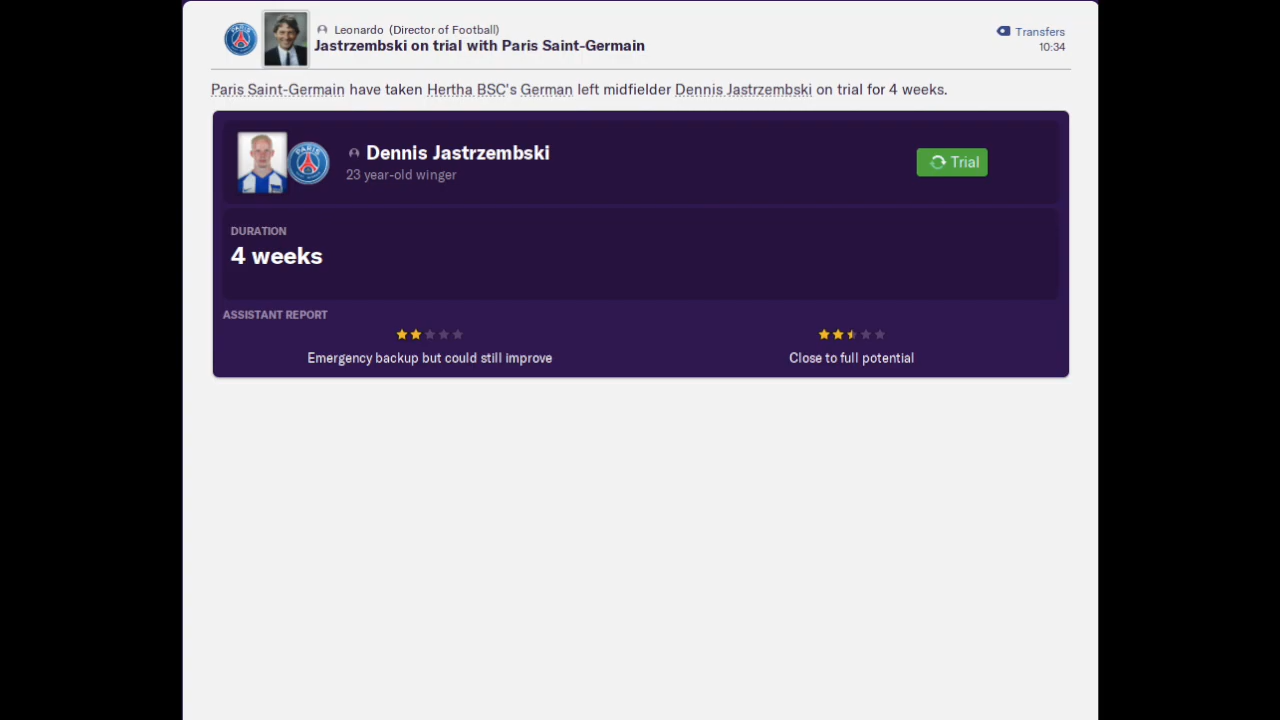 Leonardo (Director of Football)
Jastrzembski on trial with Paris Saint-Germain
Transfers
10:34
Paris Saint-Germain have taken Hertha BSC's German left midfielder Dennis Jastrzembski on trial for 4 weeks.
PARIS
Dennis Jastrzembski
23 year-old winger
Trial
DURATION
4 weeks
ASSISTANT REPORT
Emergency backup but could still improve
Close to full potential